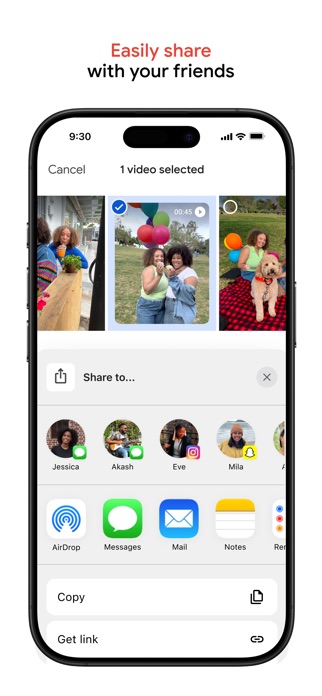 Easily share
with your friends
9:30
Cancel
1 video selected
00:45
Share to...
Jessica
Akash
Eve
Mila
AirDrop
Messages
Mail
Notes
Copy
Get link